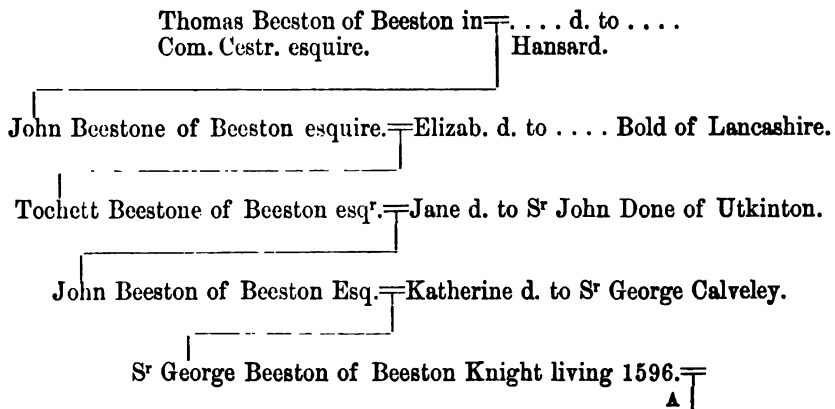 Thomas Beeston of Beeston in=. . . . d. to . . . .
Com. Cestr. esquire. Hansard.
John Beestone of Beeston esquire.=Elizab. d. to . . . . Bold of Lancashire.
Tochett Beestone of Beeston esqʳ.=Jane d. to Sʳ John Done of Utkinton.
John Beeston of Beeston Esq.=Katherine d. to Sʳ George Calveley.
Sʳ George Beeston of Beeston Knight living 1596.=
A